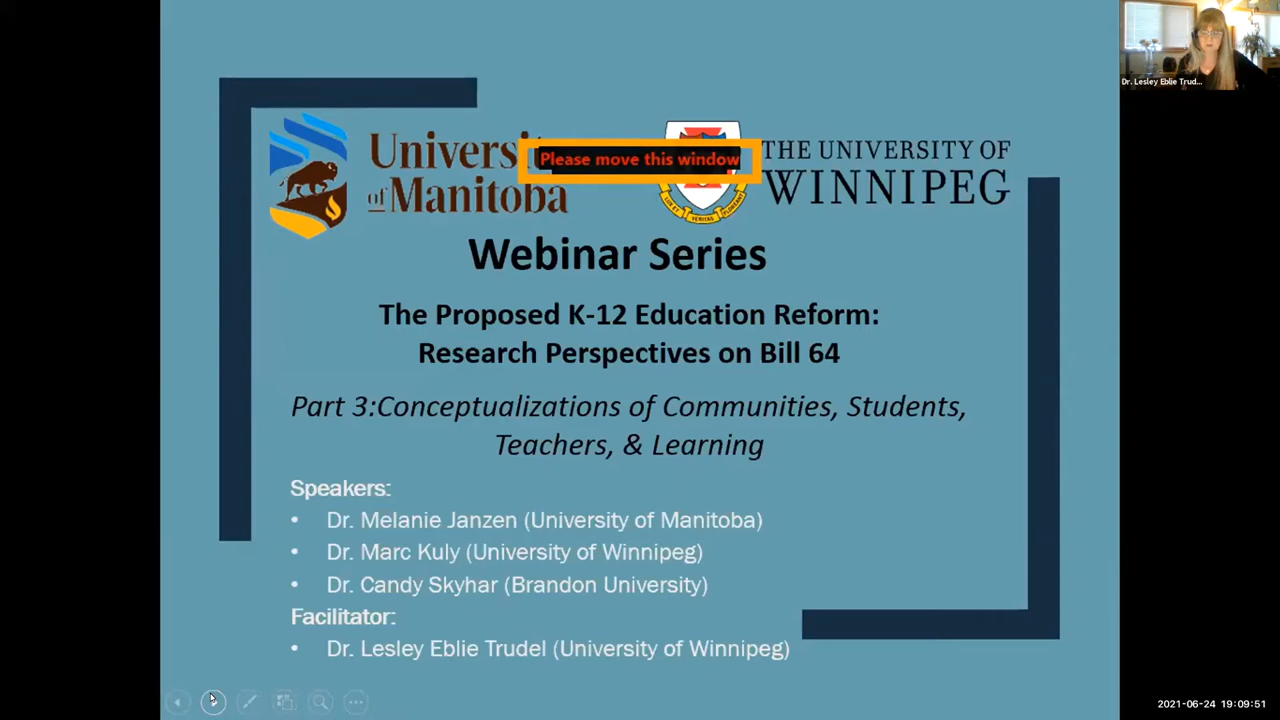 Dr. Lesley Eblie Trud...
Universi
of Manitoba
Please move this window
THE UNIVERSITY OF
WINNIPEG
Webinar Series
The Proposed K-12 Education Reform:
Research Perspectives on Bill 64
Part 3:Conceptualizations of Communities, Students,
Teachers, & Learning
Speakers:
• Dr. Melanie Janzen (University of Manitoba)
• Dr. Marc Kuly (University of Winnipeg)
• Dr. Candy Skyhar (Brandon University)
Facilitator:
• Dr. Lesley Eblie Trudel (University of Winnipeg)
2021-06-24 19:09:51